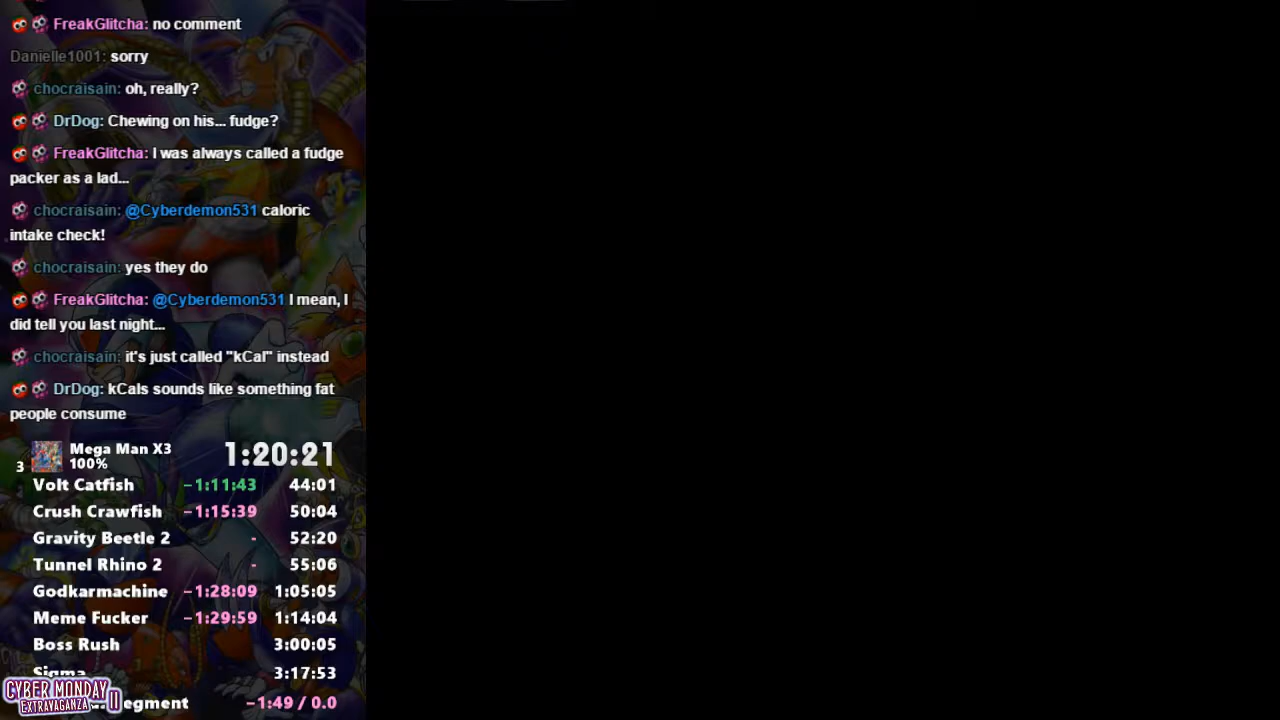 FreakGlitcha: no comment
Danielle1001: sorry
chocraisain: oh, really?
DrDog: Chewing on his... fudge?
FreakGlitcha: I was always called a fudge
packer as a lad...
chocraisain: @Cyberdemon531 caloric
intake check!
chocraisain: yes they do
FreakGlitcha: @Cyberdemon531 I mean, I
did tell you last night...
chocraisain: it's just called "kCal" instead
DrDog: kCals sounds like something fat
people consume
3 Mega Man X3 1:20:21
100%
Volt Catfish -1:11:43 44:01
Crush Crawfish -1:15:39 50:04
Gravity Beetle 2 - 52:20
Tunnel Rhino 2 - 55:06
Godkarmachine -1:28:09 1:05:05
Meme Fucker -1:29:59 1:14:04
Boss Rush 3:00:05
Sigma 3:17:53
CYBER MONDAY II
EXTRAVAGANZA
egment -1:49 / 0.0